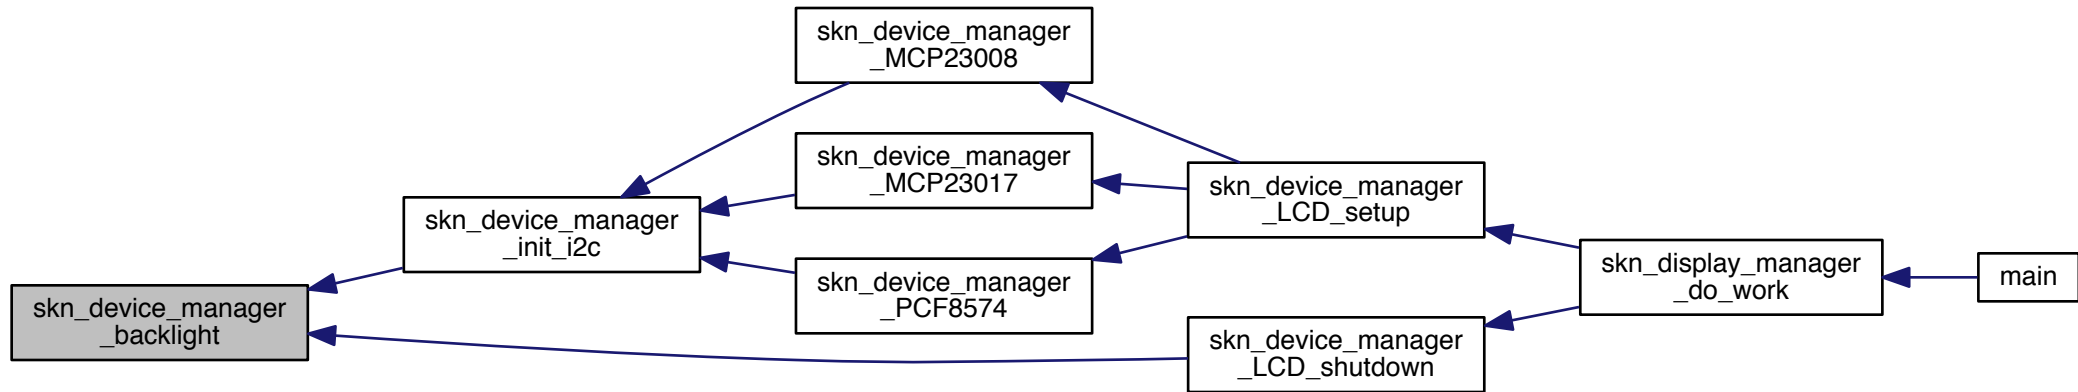 skn_device_manager
_MCP23008
skn_device_manager
_MCP23017
skn_device_manager
_LCD_setup
skn_device_manager
_init_i2c
skn_display_manager
_do_work
main
skn_device_manager
_PCF8574
skn_device_manager
_backlight
skn_device_manager
_LCD_shutdown